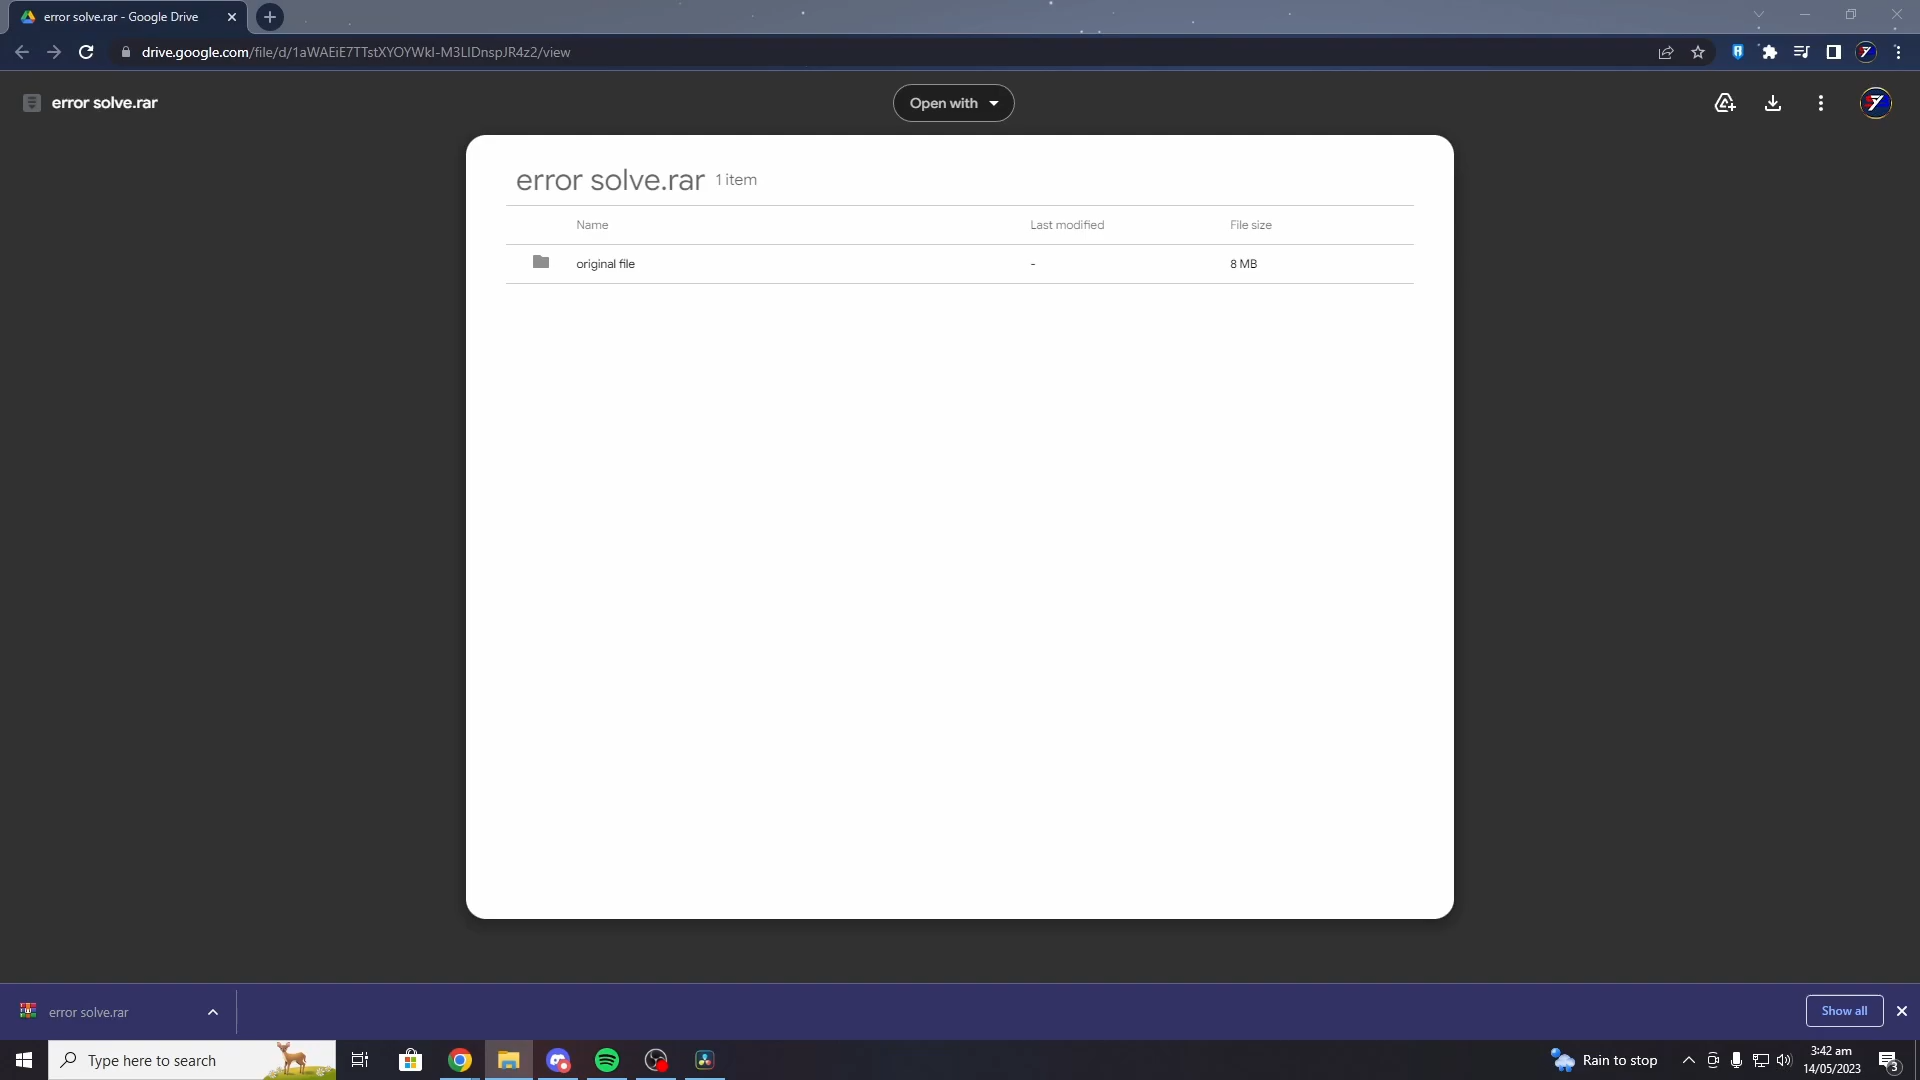 error solve.rar - Google Drive
drive.google.com/file/d/1aWAEiE7TTstXYOYWkI-M3LIDnspJR4z2/view
error solve.rar
Open with
error solve.rar 1 item
Name Last modified File size
original file - 8 MB
error solve.rar
Show all
Type here to search
Rain to stop
3:42 am
14/05/2023
3